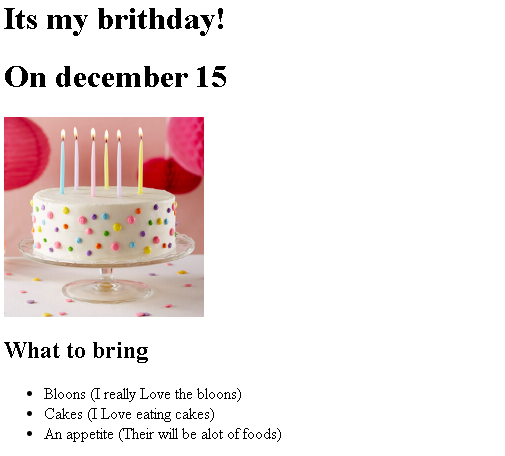 Its my brithday!
On december 15
What to bring
Bloons (I really Love the bloons)
Cakes (I Love eating cakes)
An appetite (Their will be alot of foods)